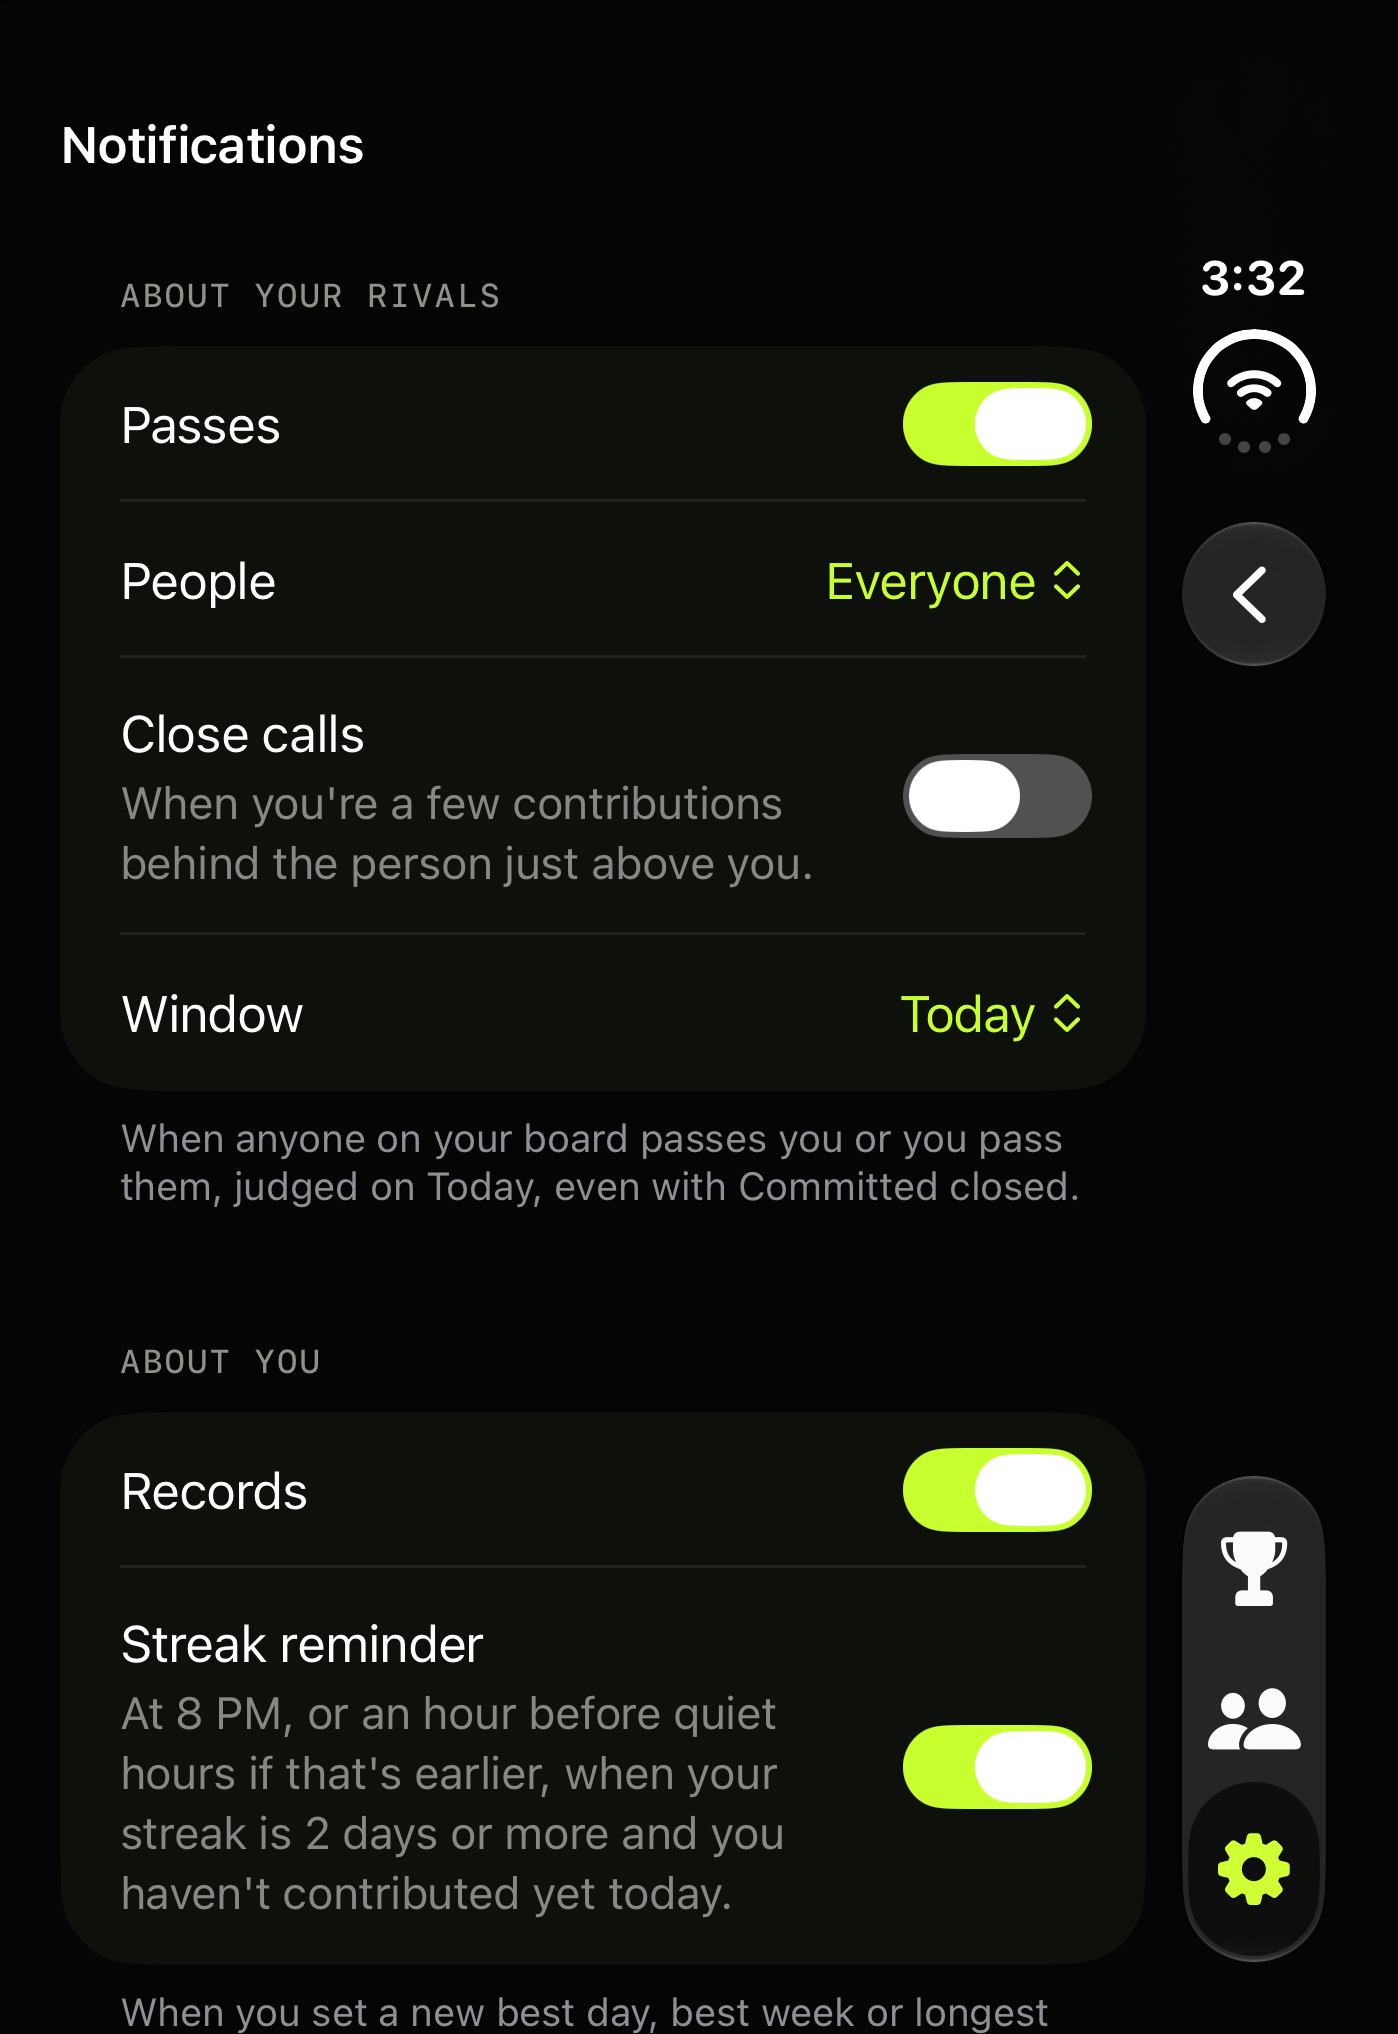 Notifications
3:32
ABOUT YOUR RIVALS
Passes
People
Everyone
Close calls
When you're a few contributions
behind the person just above you.
Window
Today
When anyone on your board passes you or you pass
them, judged on Today, even with Committed closed.
ABOUT YOU
Records
Streak reminder
At 8 PM, or an hour before quiet
hours if that's earlier, when your
streak is 2 days or more and you
haven't contributed yet today.
When you set a new best day, best week or longest